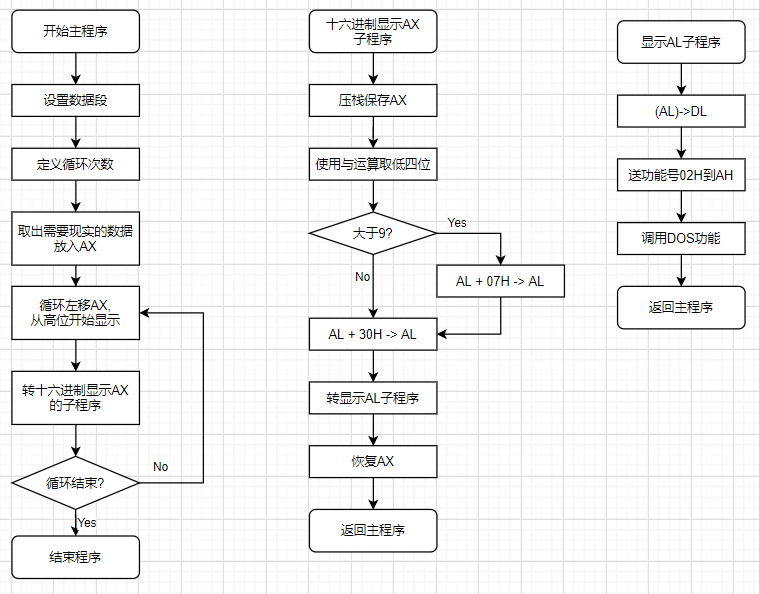 开始主程序
设置数据段
定义循环次数
取出需要现实的数据
放入AX
循环左移AX,
从高位开始显示
转十六进制显示AX
的子程序
循环结束?
No
Yes
结束程序
十六进制显示AX
子程序
压栈保存AX
使用与运算取低四位
大于9?
Yes
No
AL + 07H -> AL
AL + 30H -> AL
转显示AL子程序
恢复AX
返回主程序
显示AL子程序
(AL)->DL
送功能号02H到AH
调用DOS功能
返回主程序